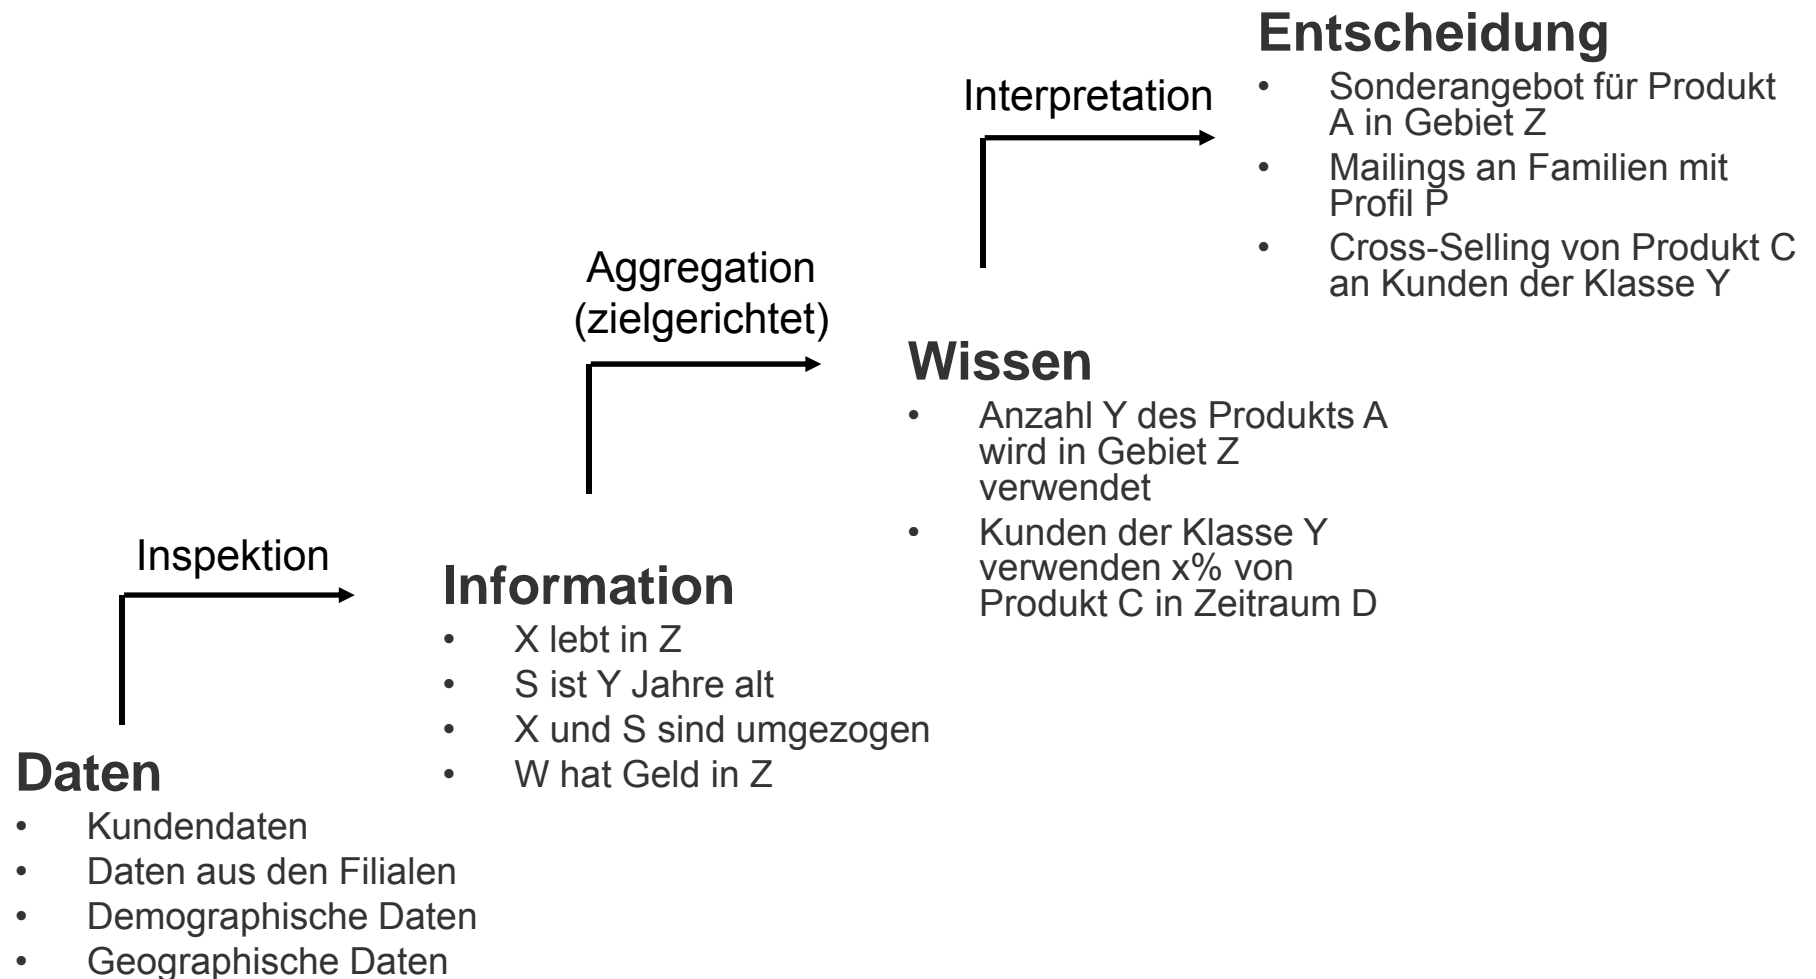 Entscheidung
• Sonderangebot für Produkt
A in Gebiet Z
• Mailings an Familien mit
Profil P
• Cross-Selling von Produkt C
an Kunden der Klasse Y
Interpretation
Aggregation
(zielgerichtet)
Wissen
• Anzahl Y des Produkts A
wird in Gebiet Z
verwendet
• Kunden der Klasse Y
verwenden x% von
Produkt C in Zeitraum D
Inspektion
Information
• X lebt in Z
• S ist Y Jahre alt
• X und S sind umgezogen
• W hat Geld in Z
Daten
• Kundendaten
• Daten aus den Filialen
• Demographische Daten
• Geographische Daten